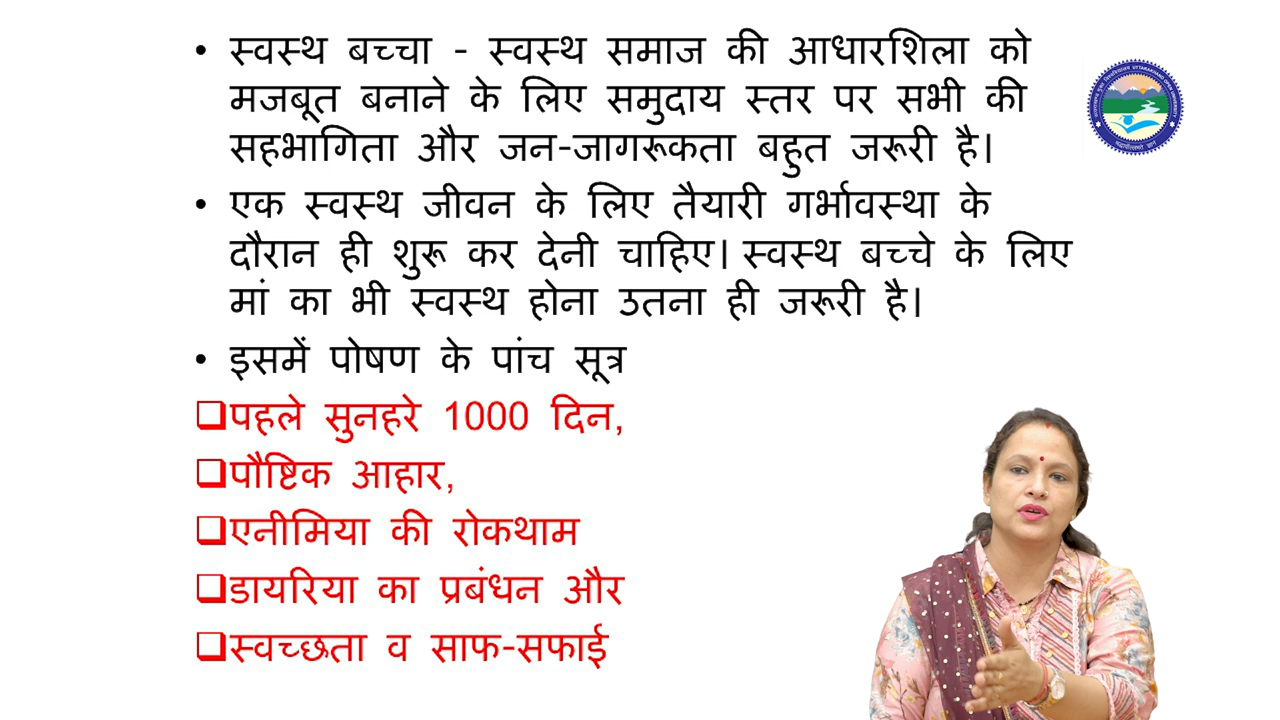 • स्वस्थ बच्चा - स्वस्थ समाज की आधारशिला को
मजबूत बनाने के लिए समुदाय स्तर पर सभी की
सहभागिता और जन-जागरूकता बहुत जरूरी है।
• एक स्वस्थ जीवन के लिए तैयारी गर्भावस्था के
दौरान ही शुरू कर देनी चाहिए। स्वस्थ बच्चे के लिए
मां का भी स्वस्थ होना उतना ही जरूरी है।
• इसमें पोषण के पांच सूत्र
❑पहले सुनहरे 1000 दिन,
❑पौष्टिक आहार,
❑एनीमिया की रोकथाम
❑डायरिया का प्रबंधन और
❑स्वच्छता व साफ-सफाई